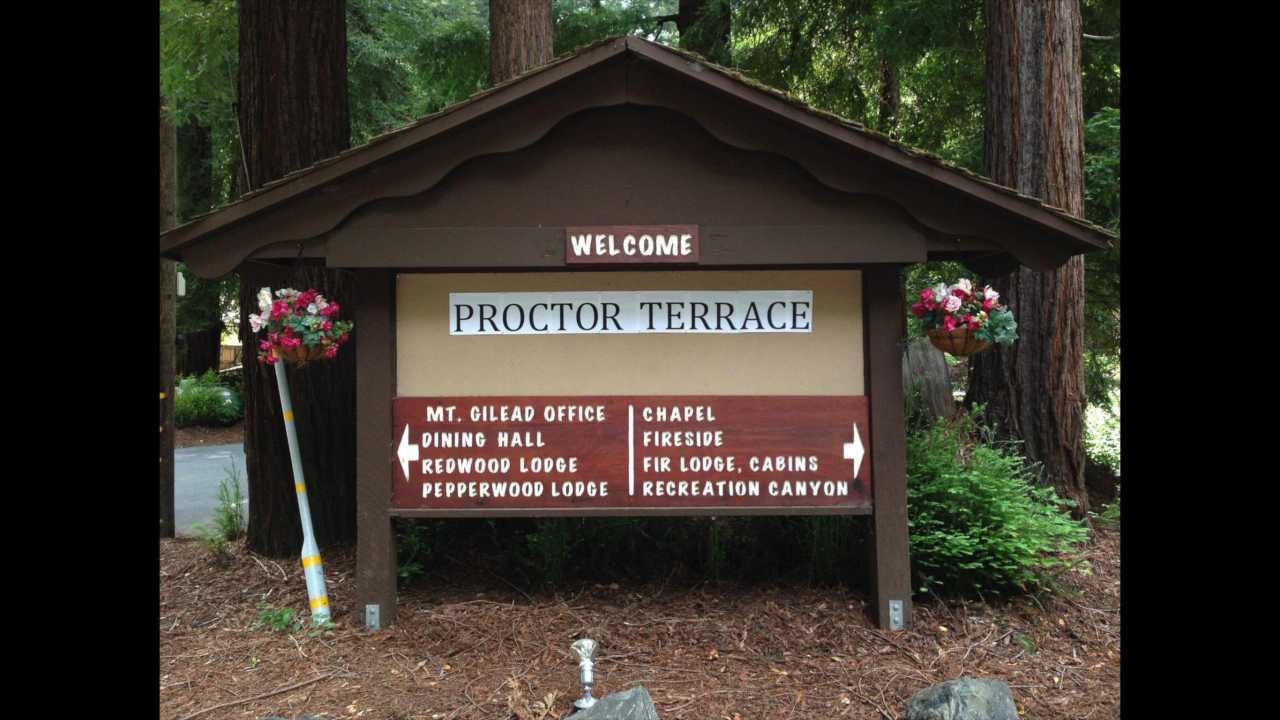 WELCOME
PROCTOR TERRACE
MT. GILEAD OFFICE
DINING HALL
REDWOOD LODGE
PEPPERWOOD LODGE
CHAPEL
FIRESIDE
FIR LODGE, CABINS
RECREATION CANYON